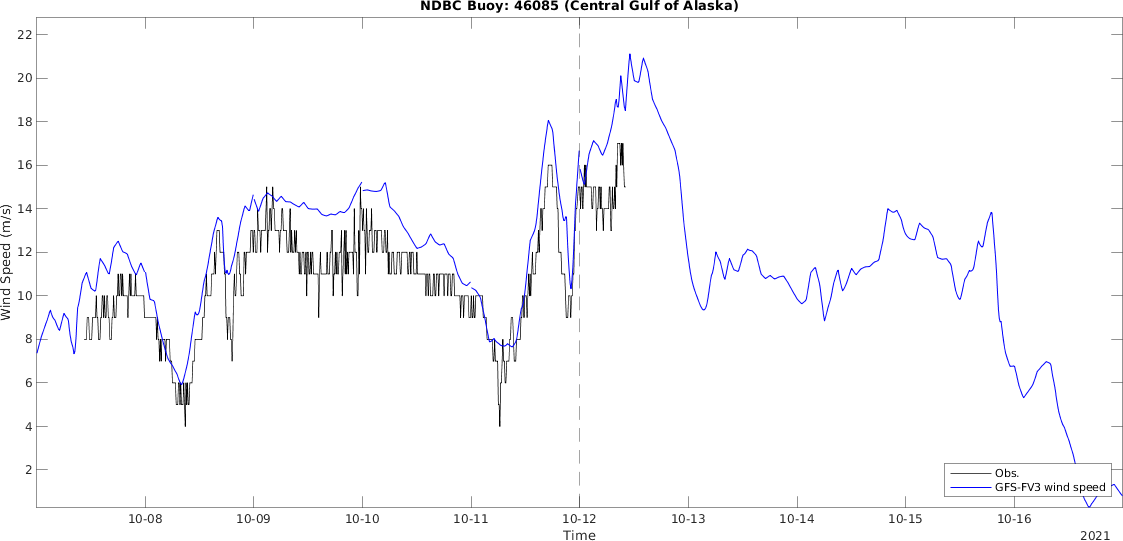 NDBC Buoy: 46085 (Central Gulf of Alaska)
22
20
18
16
14
12
10
8
6
4
2
Wind Speed (m/s)
Obs.
GFS-FV3 wind speed
10-08 10-09 10-10 10-11 10-12 10-13 10-14 10-15 10-16
Time
2021